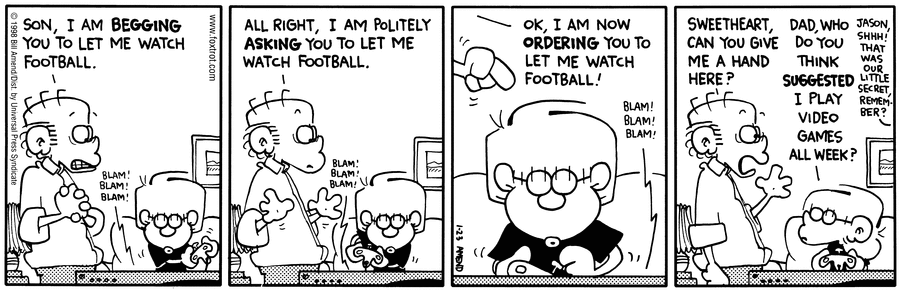 SON, I AM BEGGING
YOU TO LET ME WATCH
FOOTBALL.
BLAM!
BLAM!
BLAM!
© 1998 Bill Amend/Dist. by Universal Press Syndicate
www.foxtrot.com
ALL RIGHT, I AM POLITELY
ASKING YOU TO LET ME
WATCH FOOTBALL.
BLAM!
BLAM!
BLAM!
OK, I AM NOW
ORDERING YOU TO
LET ME WATCH
FOOTBALL!
BLAM!
BLAM!
BLAM!
1-23 AMEND
SWEETHEART,
CAN YOU GIVE
ME A HAND
HERE?
DAD, WHO
DO YOU
THINK
SUGGESTED
I PLAY
VIDEO
GAMES
ALL WEEK?
JASON,
SHHH!
THAT
WAS
OUR
LITTLE
SECRET,
REMEM-
BER?